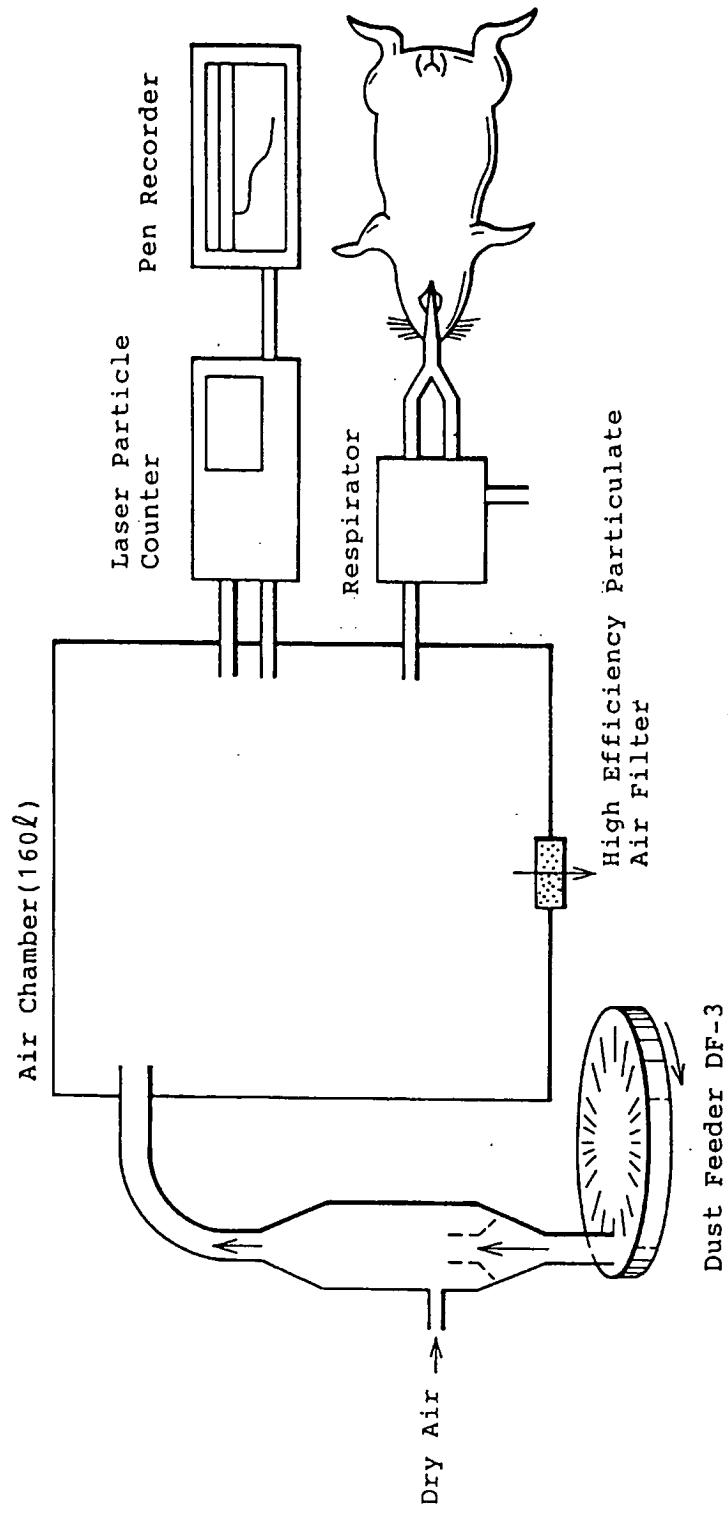 Air Chamber(160ℓ)
Laser Particle
Counter
Pen Recorder
Respirator
Dry Air
High Efficiency Particulate
Air Filter
Dust Feeder DF-3